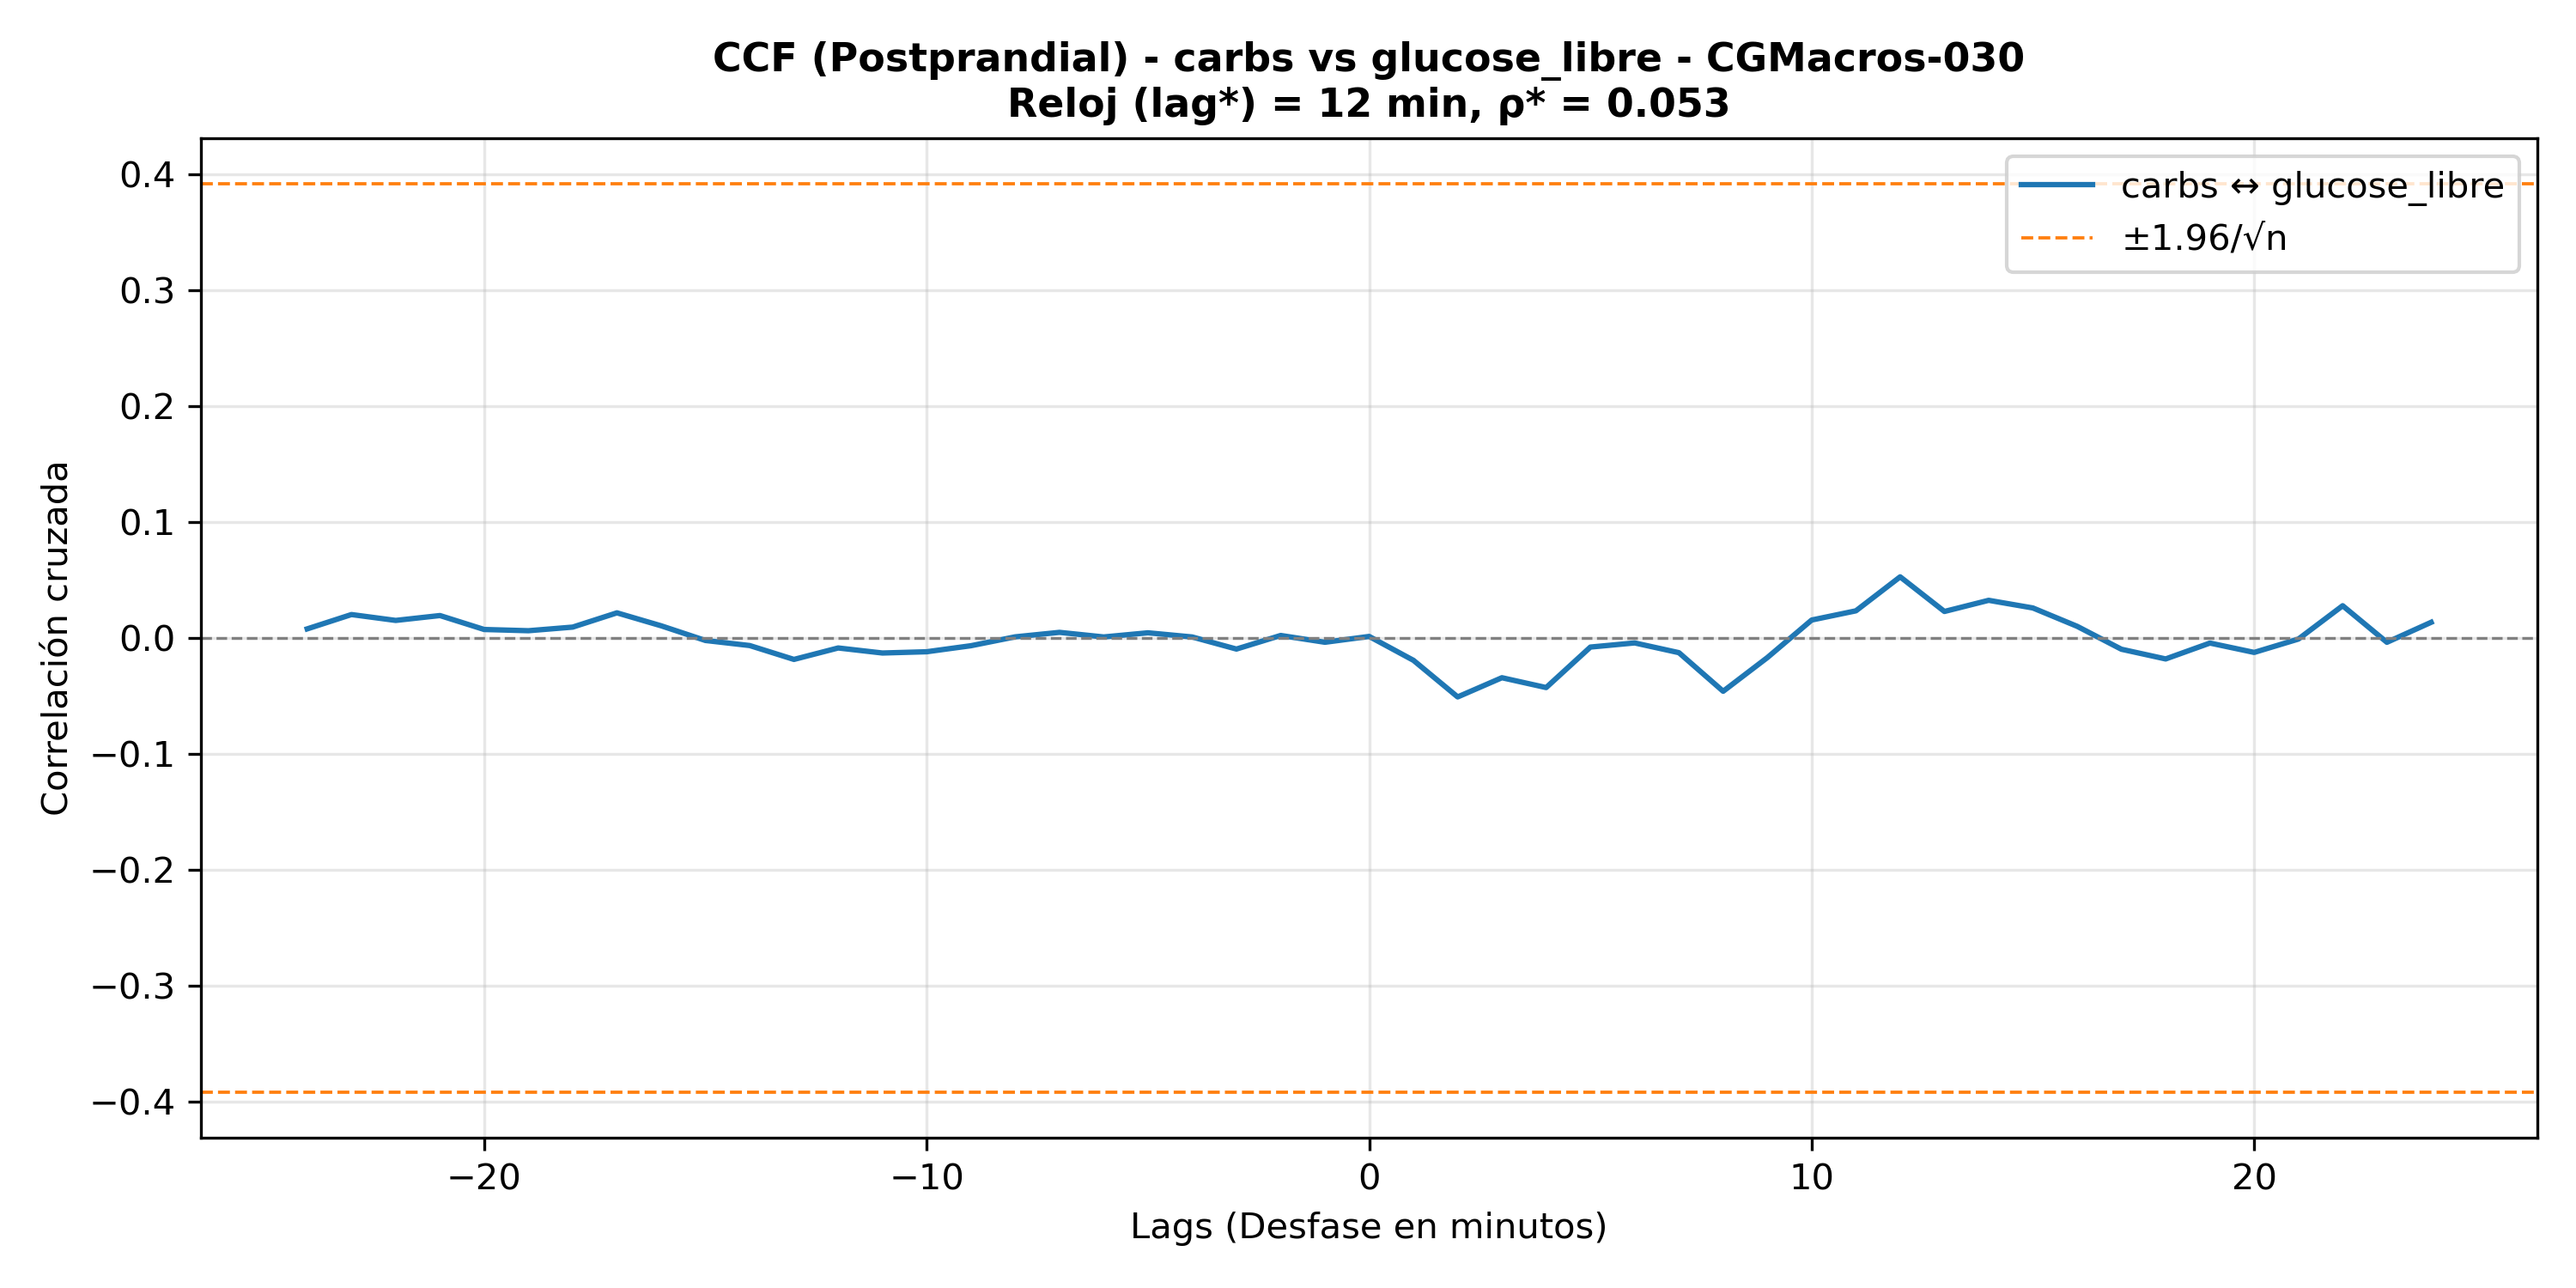 CCF (Postprandial) - carbs vs glucose_libre - CGMacros-030
Reloj (lag*) = 12 min, ρ* = 0.053
carbs ↔ glucose_libre
±1.96/√n
Correlación cruzada
0.4
0.3
0.2
0.1
0.0
−0.1
−0.2
−0.3
−0.4
−20
−10
0
10
20
Lags (Desfase en minutos)